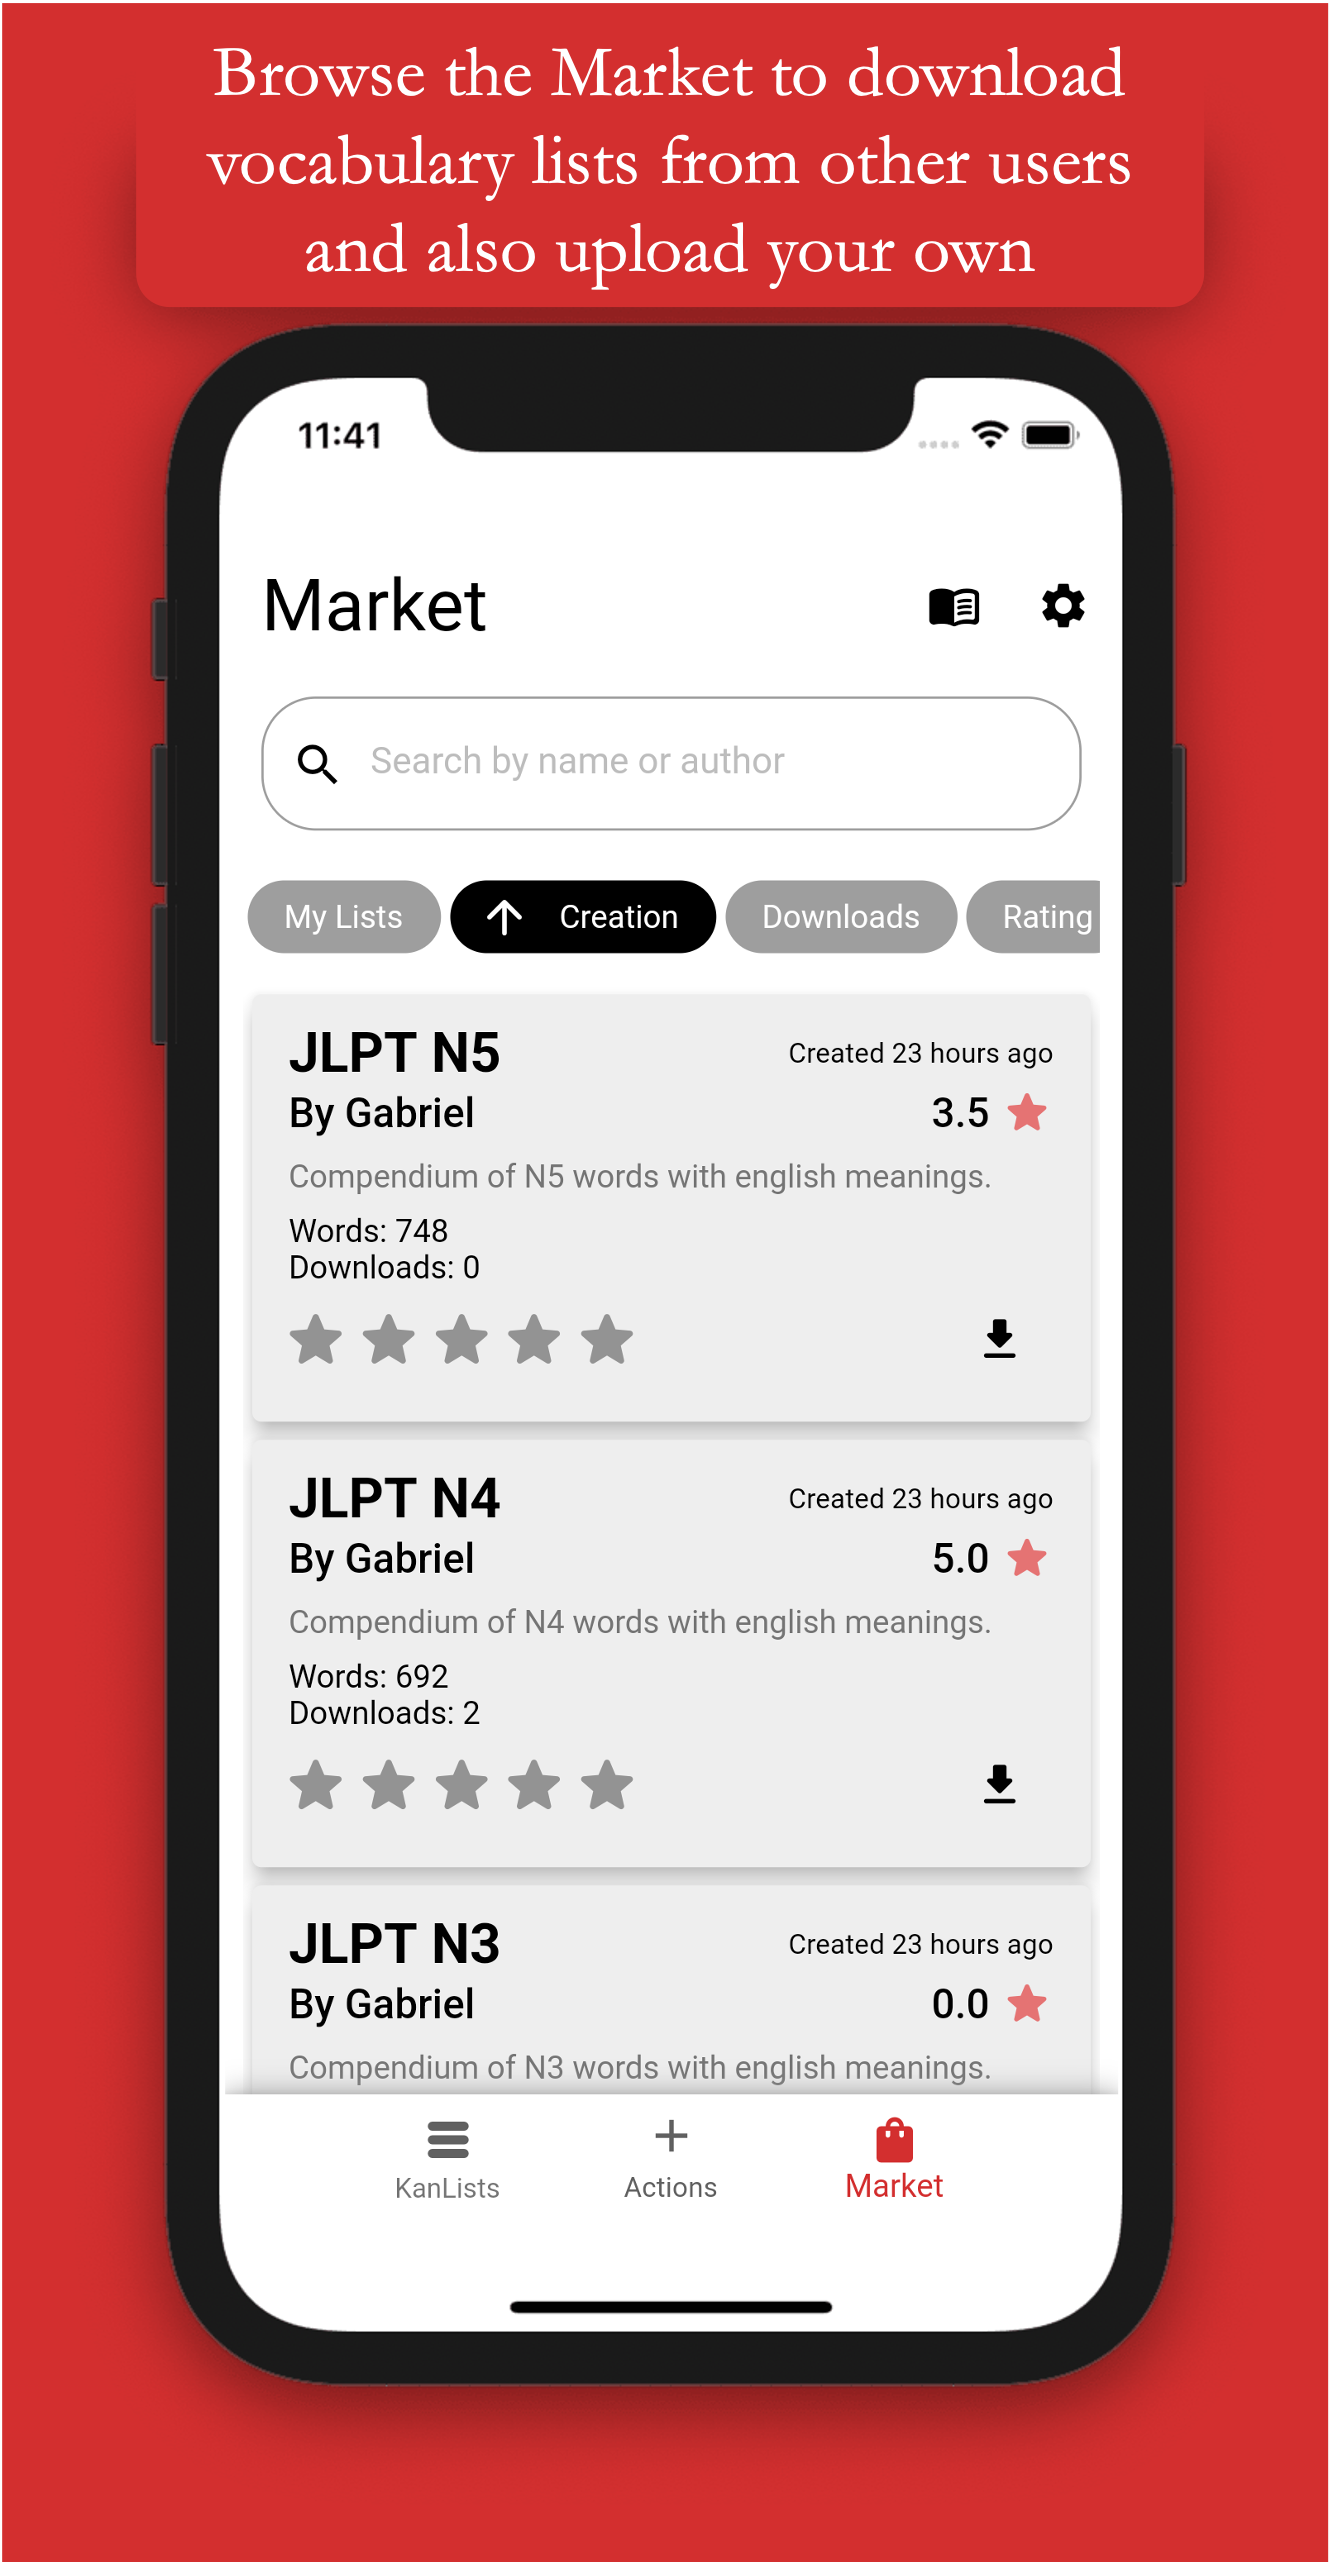 Browse the Market to download
vocabulary lists from other users
and also upload your own
11:41
Market
Search by name or author
My Lists Creation Downloads Rating
JLPT N5 Created 23 hours ago
By Gabriel 3.5
Compendium of N5 words with english meanings.
Words: 748
Downloads: 0
JLPT N4 Created 23 hours ago
By Gabriel 5.0
Compendium of N4 words with english meanings.
Words: 692
Downloads: 2
JLPT N3 Created 23 hours ago
By Gabriel 0.0
Compendium of N3 words with english meanings.
KanLists Actions Market